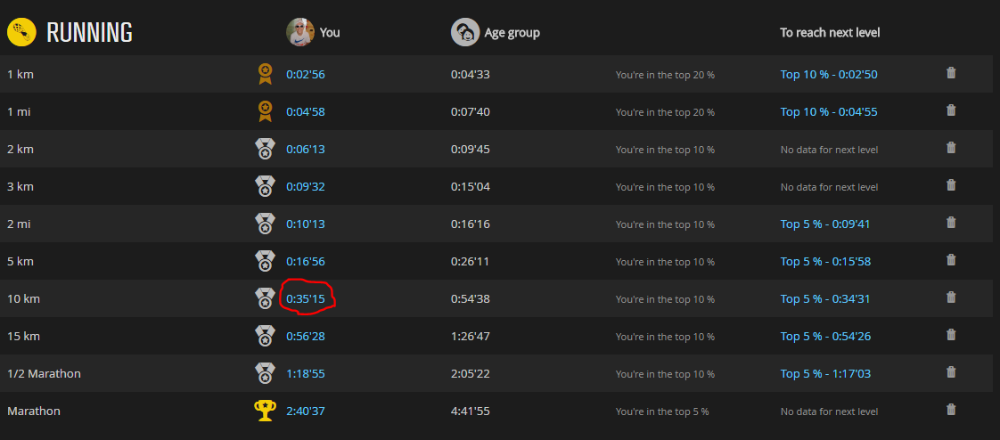 RUNNING You Age group To reach next level
1 km 0:02'56 0:04'33 You're in the top 20 % Top 10 % - 0:02'50
1 mi 0:04'58 0:07'40 You're in the top 20 % Top 10 % - 0:04'55
2 km 0:06'13 0:09'45 You're in the top 10 % No data for next level
3 km 0:09'32 0:15'04 You're in the top 10 % No data for next level
2 mi 0:10'13 0:16'16 You're in the top 10 % Top 5 % - 0:09'41
5 km 0:16'56 0:26'11 You're in the top 10 % Top 5 % - 0:15'58
10 km 0:35'15 0:54'38 You're in the top 10 % Top 5 % - 0:34'31
15 km 0:56'28 1:26'47 You're in the top 10 % Top 5 % - 0:54'26
1/2 Marathon 1:18'55 2:05'22 You're in the top 10 % Top 5 % - 1:17'03
Marathon 2:40'37 4:41'55 You're in the top 5 % No data for next level